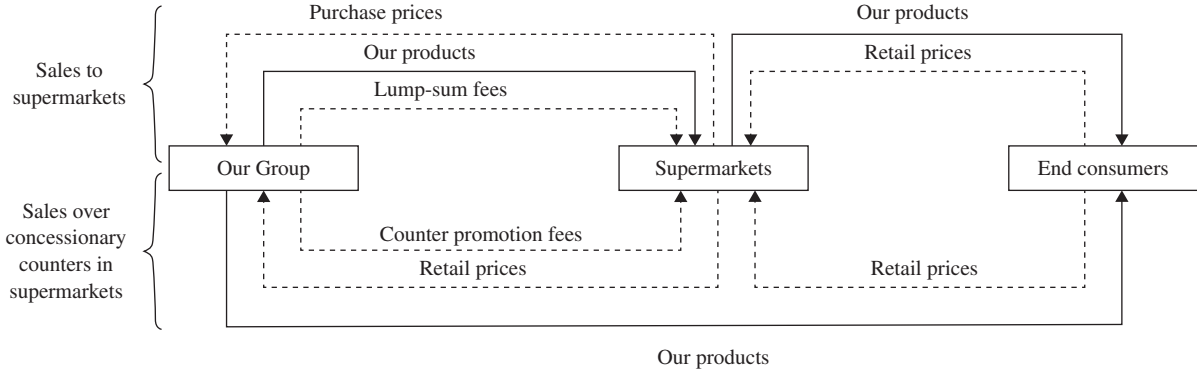 Purchase prices
Our products
Our products
Retail prices
Sales to
supermarkets
Lump-sum fees
Our Group
Supermarkets
End consumers
Sales over
concessionary
counters in
supermarkets
Counter promotion fees
Retail prices
Retail prices
Our products